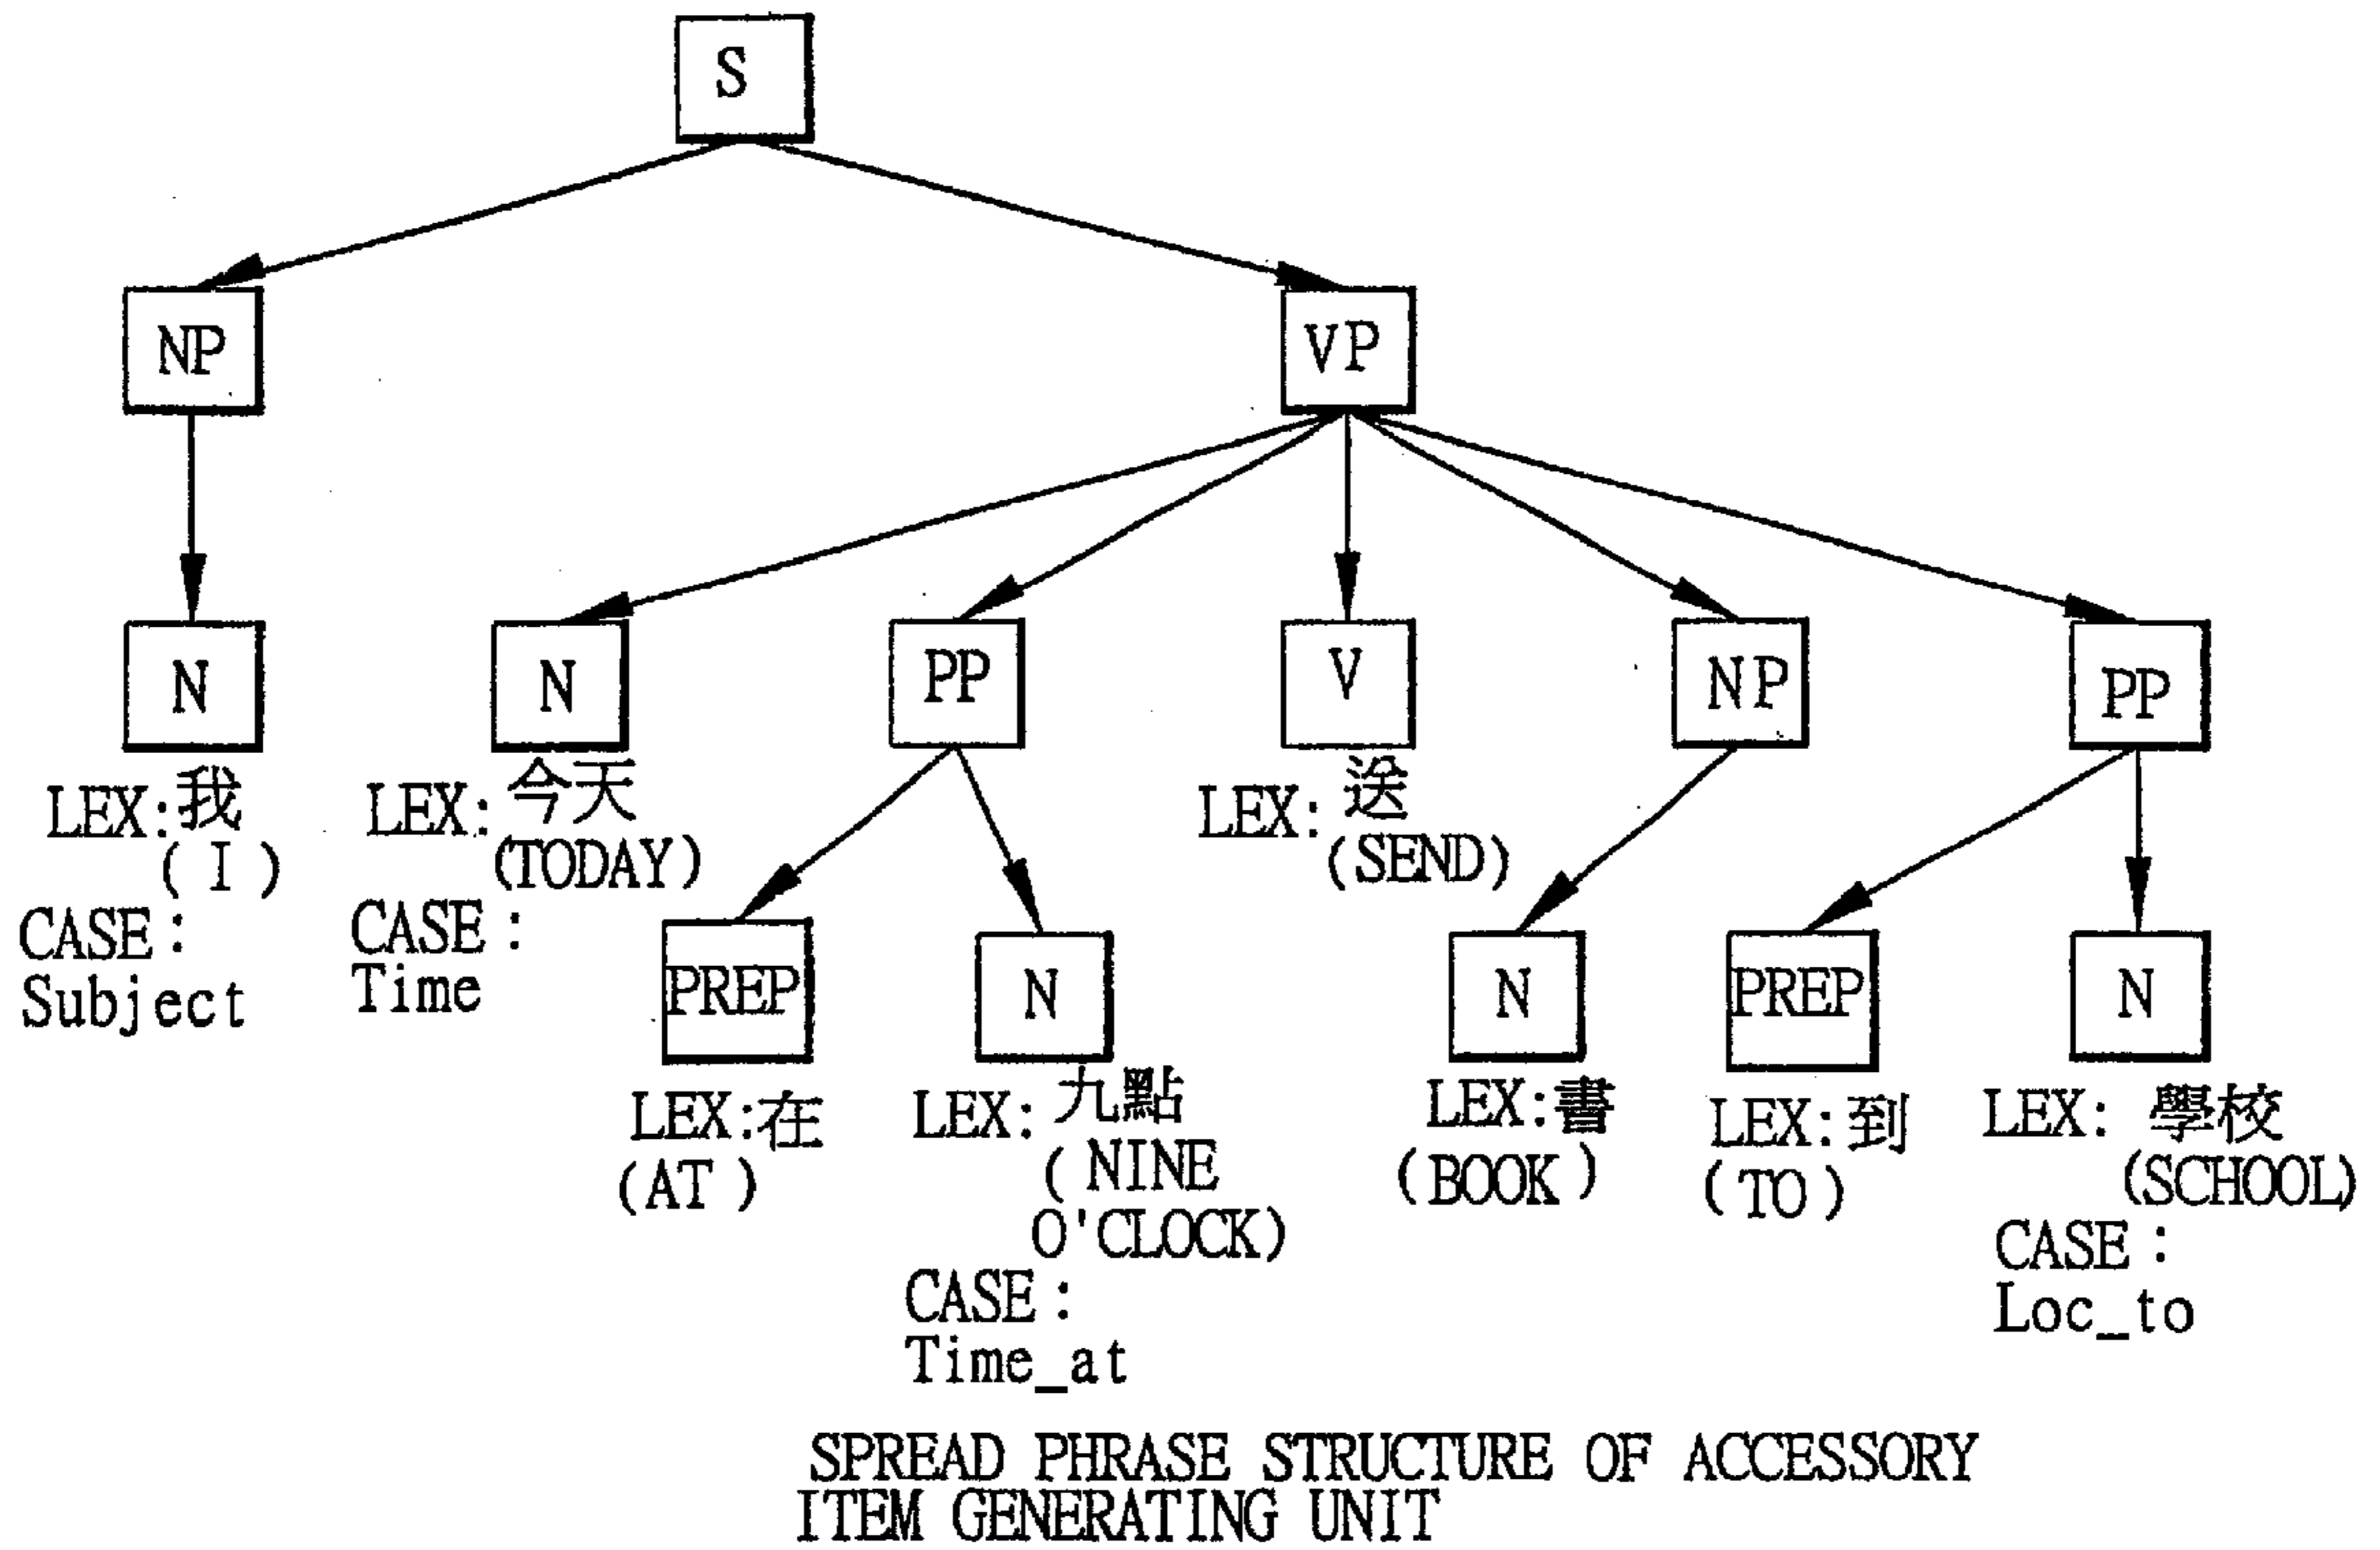 S
NP
VP
N
N
PP
V
NP
PP
LEX:我
(I)
CASE:
Subject
LEX:今天
(TODAY)
CASE:
Time
LEX:送
(SEND)
PREP
N
N
PREP
N
LEX:在
(AT)
LEX:九點
(NINE
O'CLOCK)
CASE:
Time_at
LEX:書
(BOOK)
LEX:到
(TO)
LEX:學校
(SCHOOL)
CASE:
Loc_to
SPREAD PHRASE STRUCTURE OF ACCESSORY
ITEM GENERATING UNIT